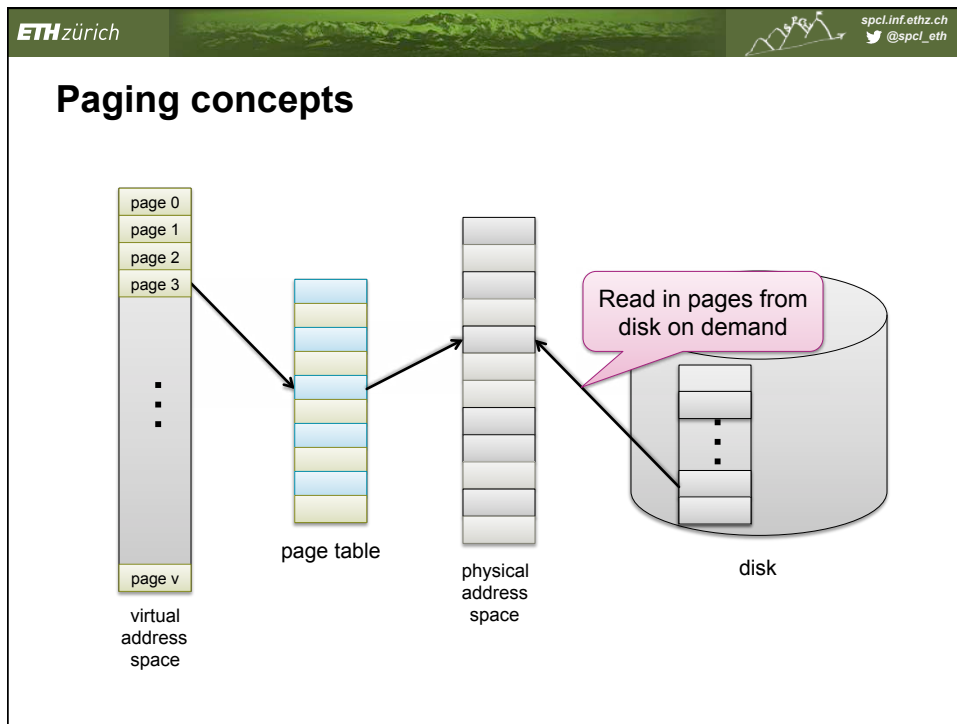 ETH zürich
spcl.inf.ethz.ch
@spcl_eth
Paging concepts
page 0
page 1
page 2
page 3
page v
virtual
address
space
page table
physical
address
space
Read in pages from
disk on demand
disk